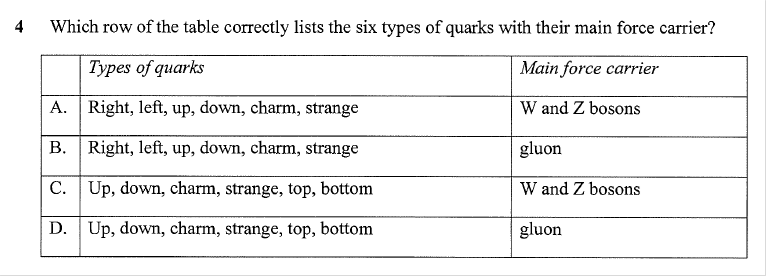 4 Which row of the table correctly lists the six types of quarks with their main force carrier?
Types of quarks Main force carrier
A. Right, left, up, down, charm, strange W and Z bosons
B. Right, left, up, down, charm, strange gluon
C. Up, down, charm, strange, top, bottom W and Z bosons
D. Up, down, charm, strange, top, bottom gluon